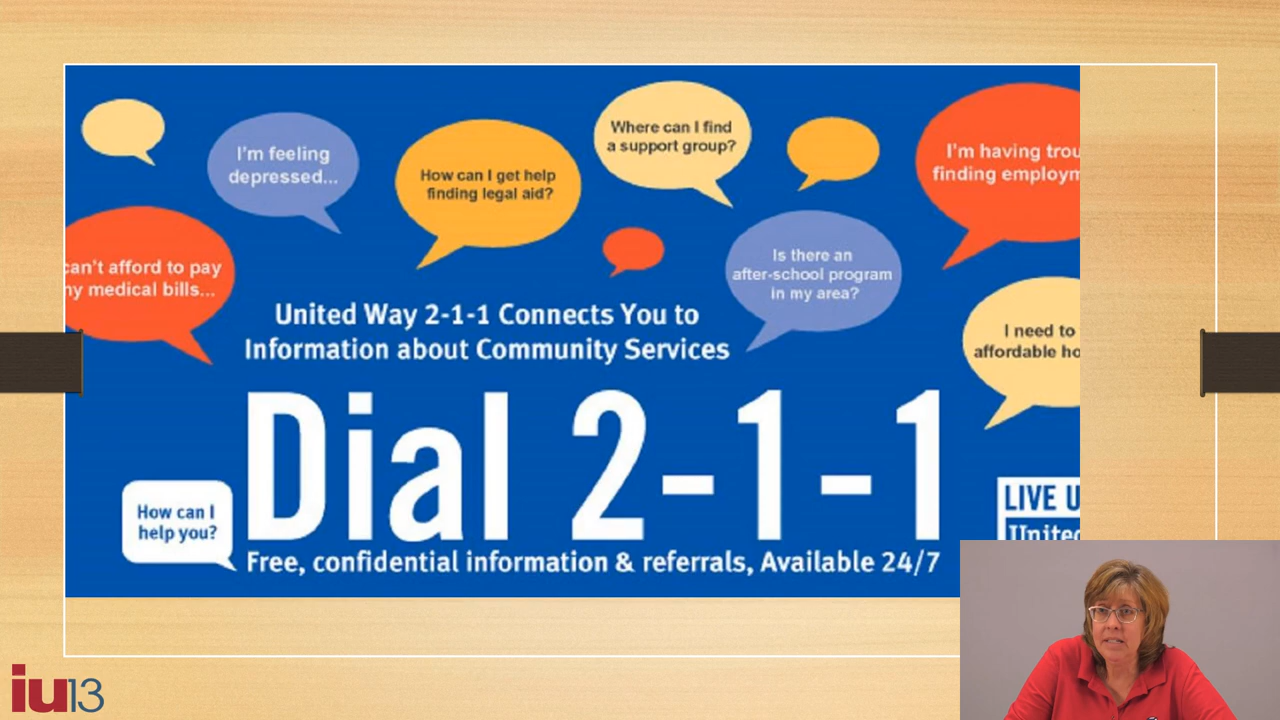 I'm feeling
depressed...
How can I get help
finding legal aid?
Where can I find
a support group?
I'm having trou
finding employm
can't afford to pay
my medical bills...
Is there an
after-school program
in my area?
I need to
affordable ho
United Way 2-1-1 Connects You to
Information about Community Services
Dial 2-1-1
How can I
help you?
Free, confidential information & referrals, Available 24/7
LIVE U
United
iu13